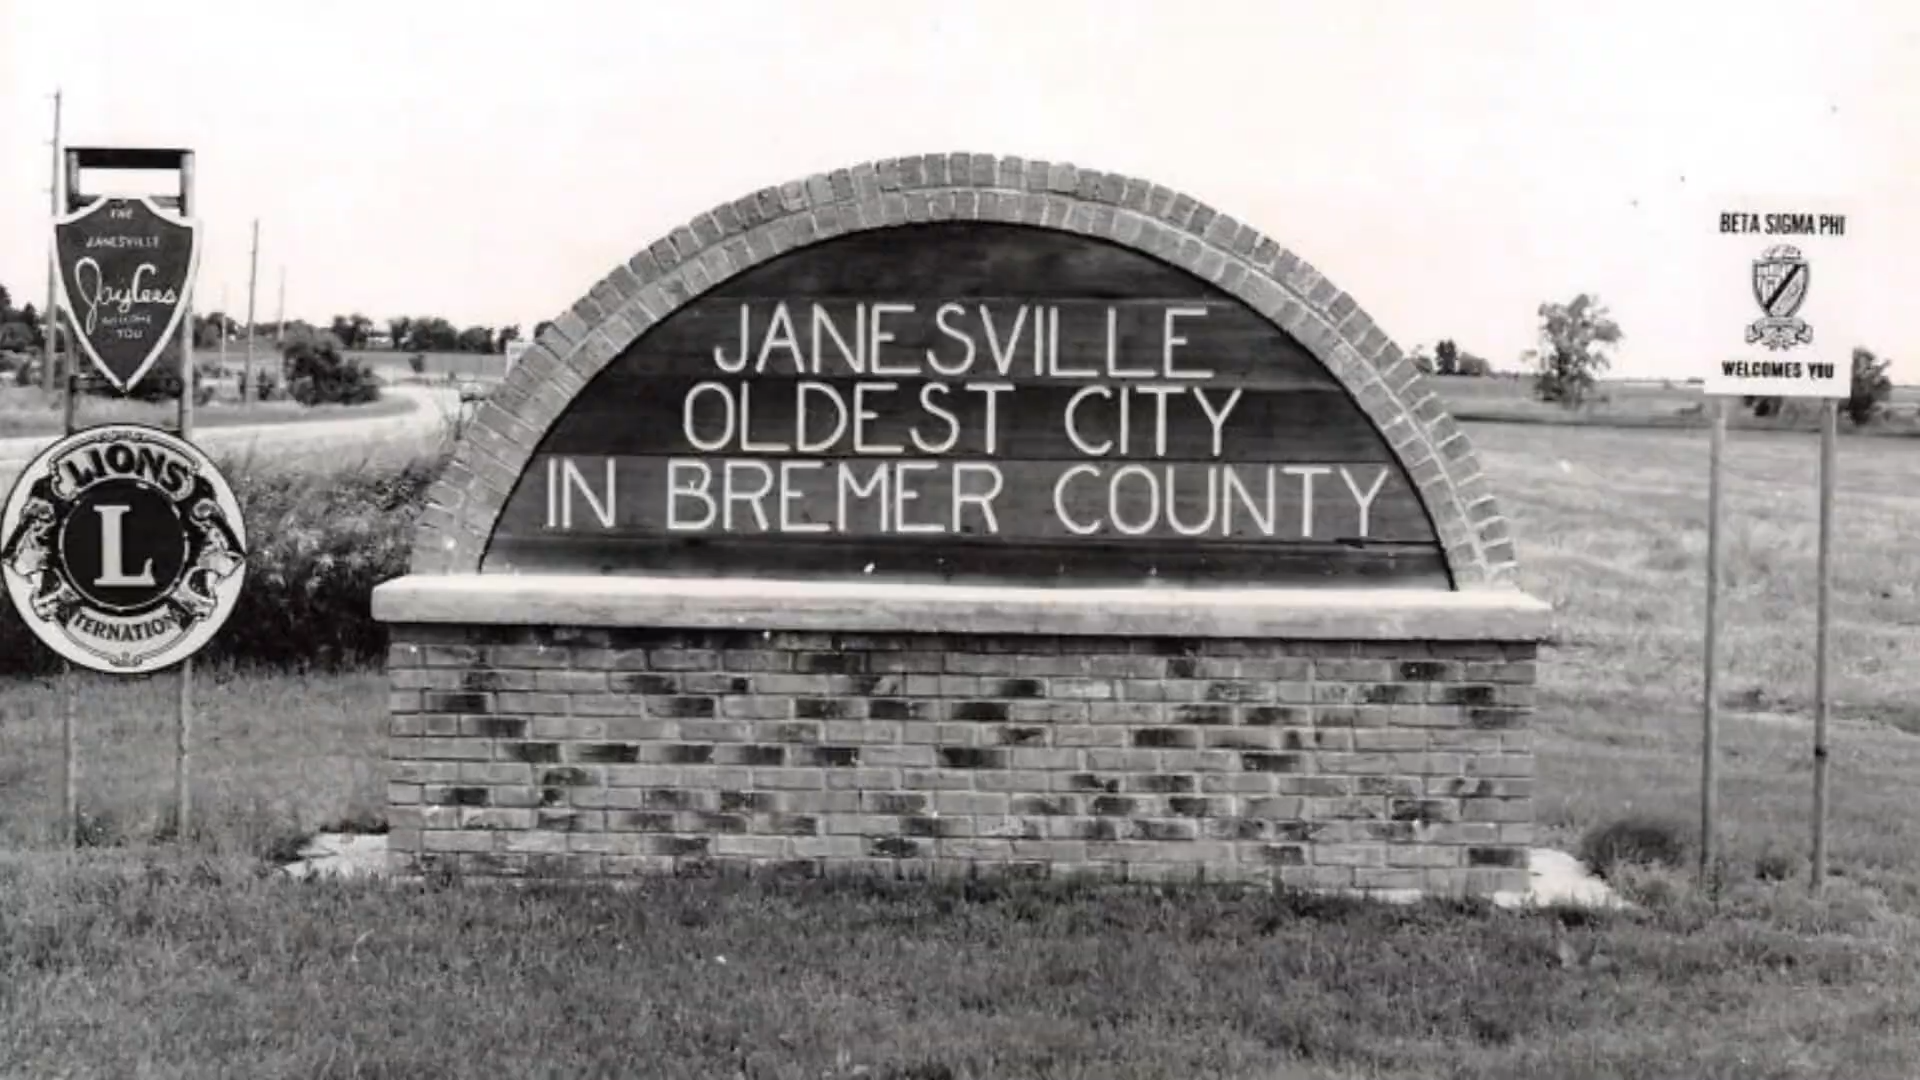 THE
JANESVILLE
JayCees
WELCOME
YOU
LIONS
L
TERNATION
JANESVILLE
OLDEST CITY
IN BREMER COUNTY
BETA SIGMA PHI
WELCOMES YOU